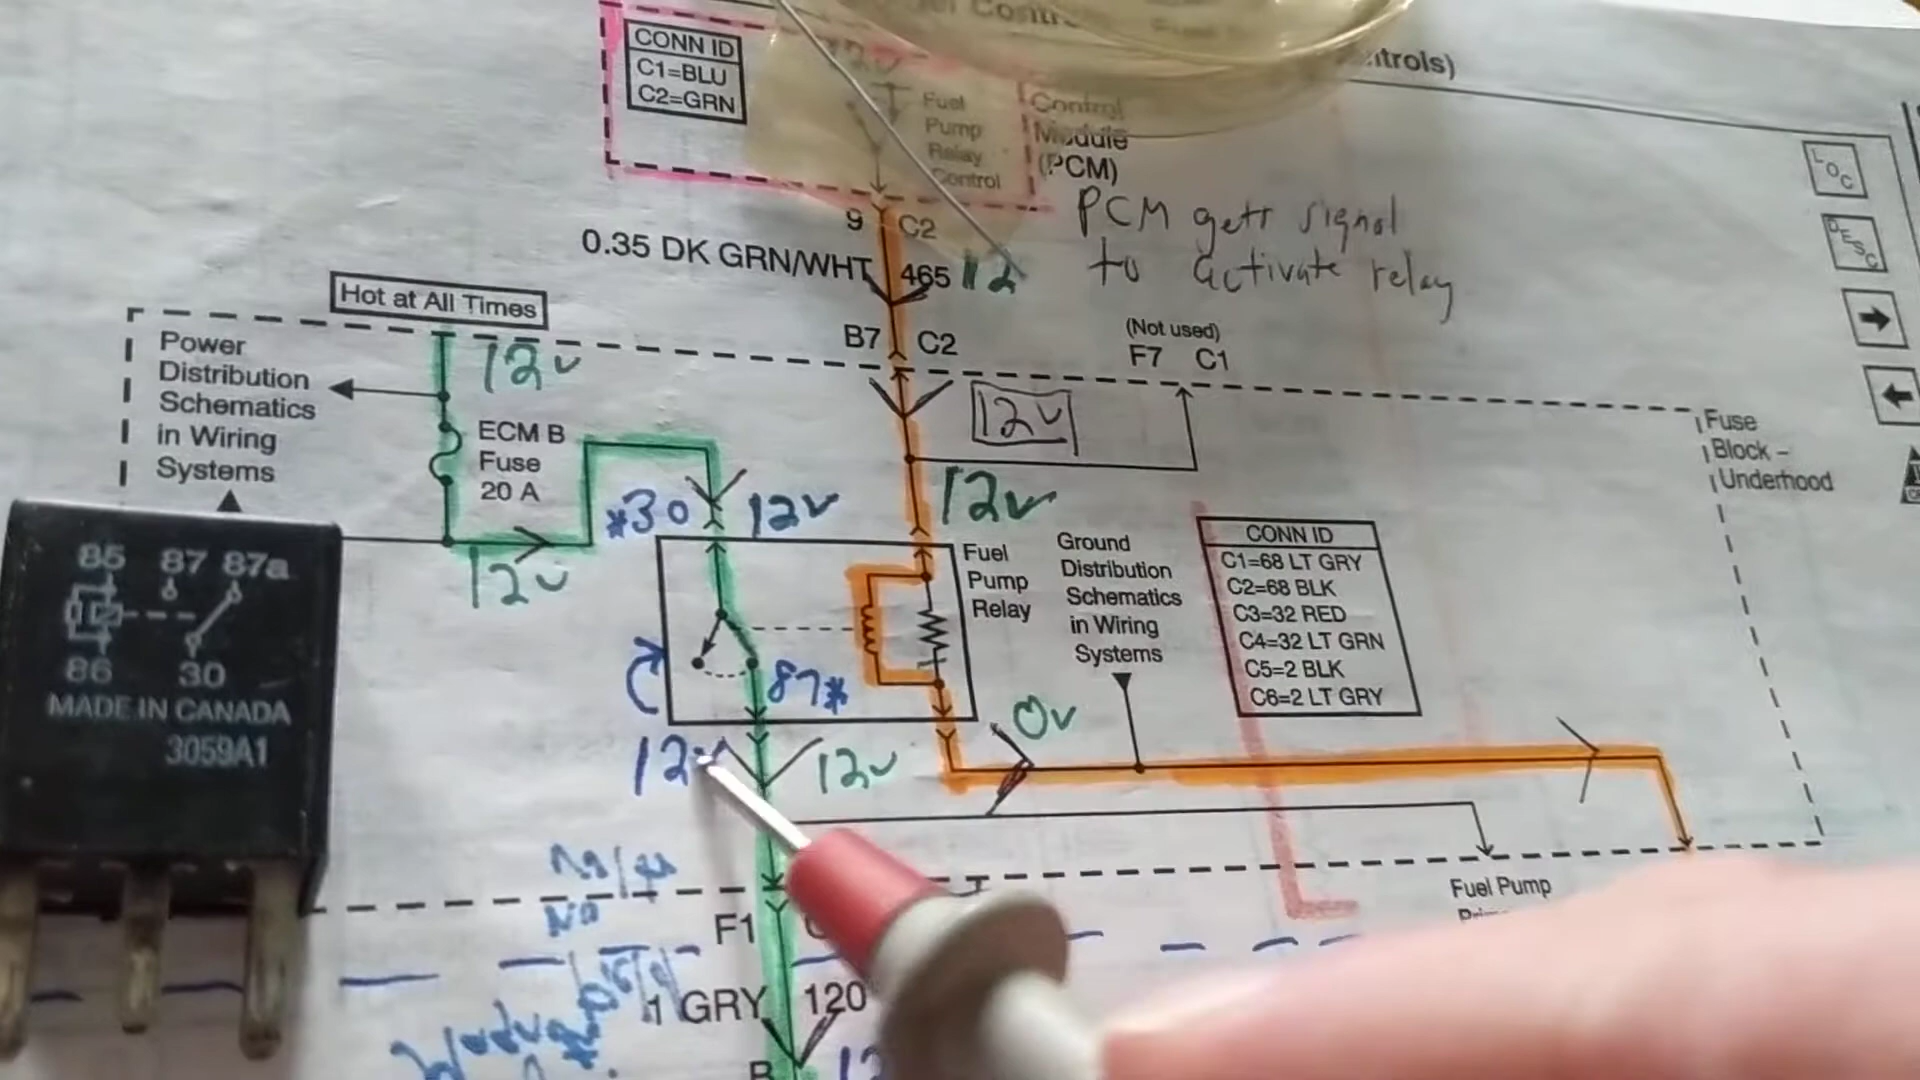 CONN ID
C1=BLU
C2=GRN
Fuel
Pump
Relay
Control
Control
Module
(PCM)
9 C2
0.35 DK GRN/WHT 465 12
PCM gets signal
to activate relay
Hot at All Times
B7 C2
(Not used)
F7 C1
LOC
DESC
Power
Distribution
Schematics
in Wiring
Systems
12v
ECM B
Fuse
20 A
12v
*30 12v
12v
12v
Fuse
Block –
Underhood
Fuel
Pump
Relay
Ground
Distribution
Schematics
in Wiring
Systems
CONN ID
C1=68 LT GRY
C2=68 BLK
C3=32 RED
C4=32 LT GRN
C5=2 BLK
C6=2 LT GRY
85 87 87a
86 30
MADE IN CANADA
3059A1
87*
0v
12v 12v
Fuel Pump
F1
1 GRY 120
B 12